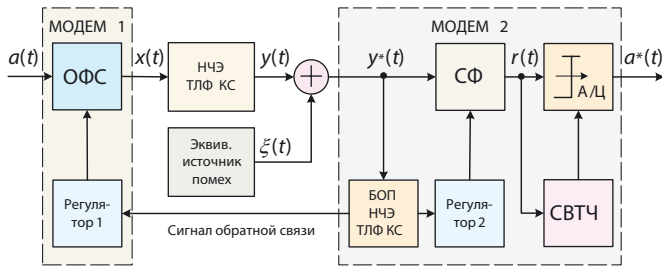 МОДЕМ 1
МОДЕМ 2
a(t)
ОФС
x(t)
НЧЭ
ТЛФ КС
y(t)
+
y*(t)
СФ
r(t)
А/Ц
a*(t)
Эквив.
источник
помех
ξ(t)
Регуля-
тор 1
Сигнал обратной связи
БОП
НЧЭ
ТЛФ КС
Регуля-
тор 2
СВТЧ